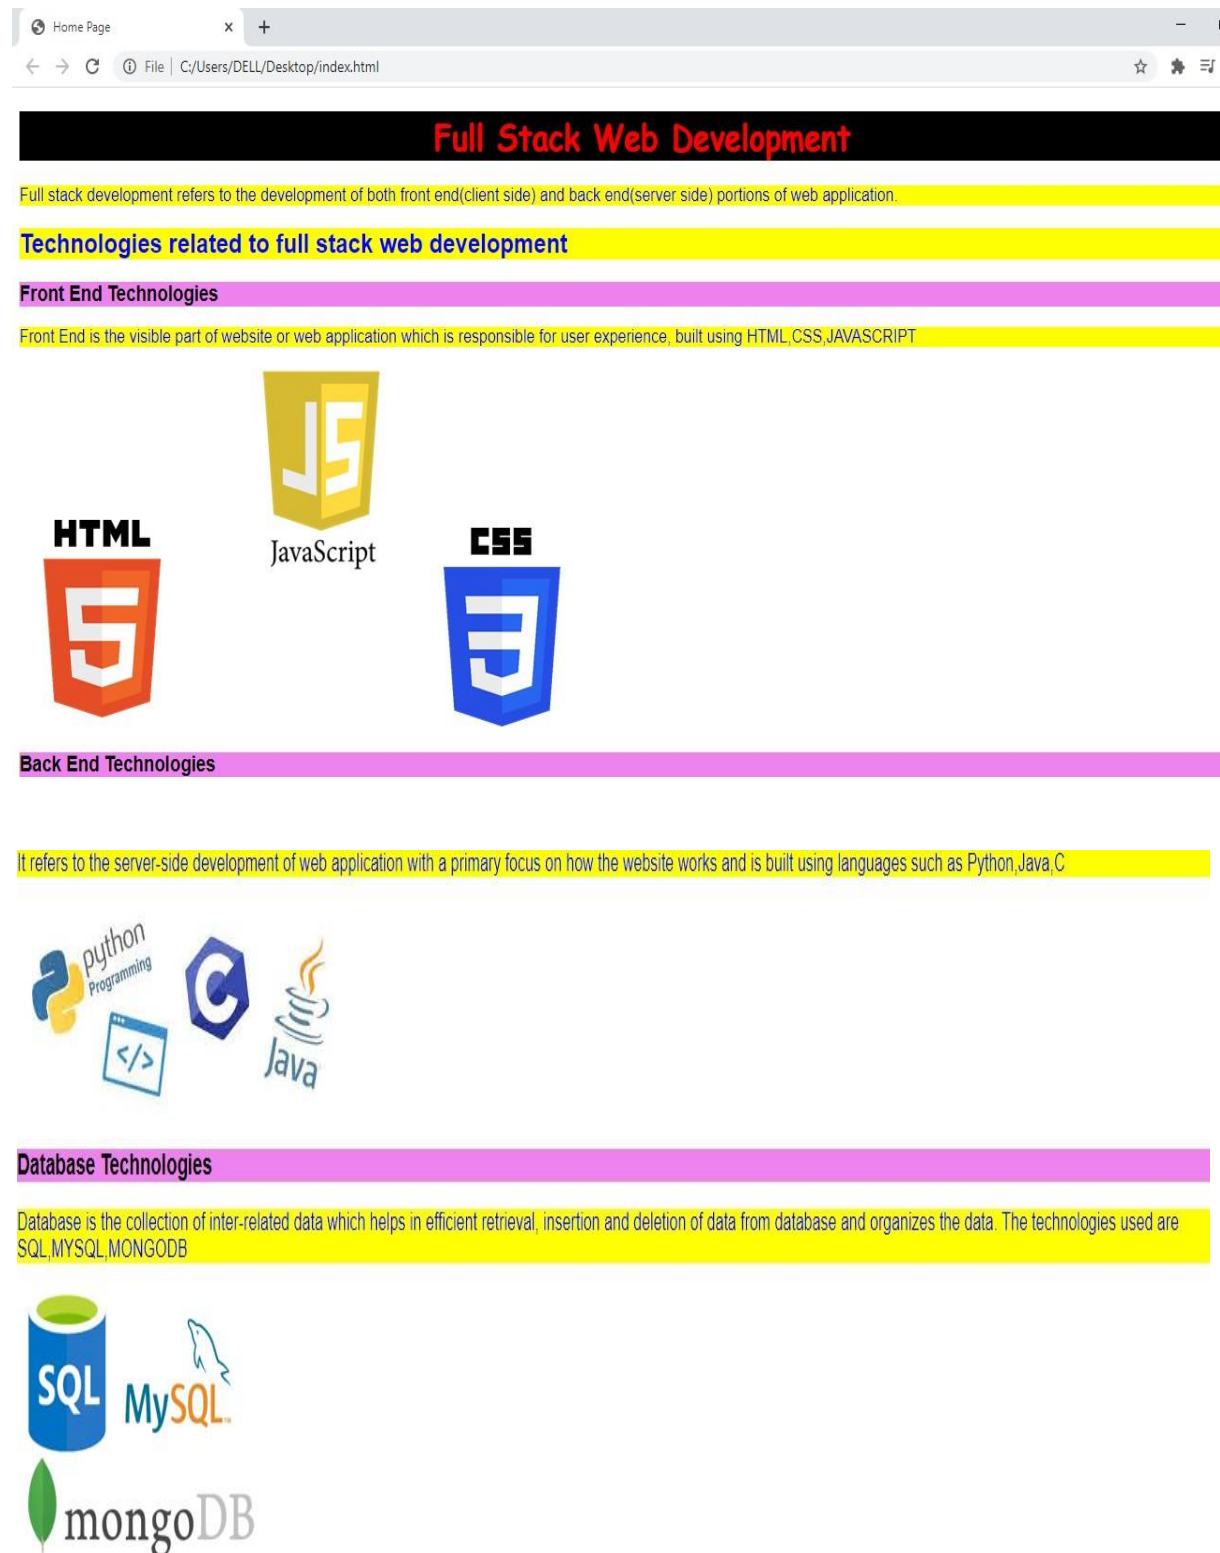 Home Page
File | C:/Users/DELL/Desktop/index.html
Full Stack Web Development
Full stack development refers to the development of both front end(client side) and back end(server side) portions of web application.
Technologies related to full stack web development
Front End Technologies
Front End is the visible part of website or web application which is responsible for user experience, built using HTML,CSS,JAVASCRIPT
HTML
5
JS
JavaScript
CSS
3
Back End Technologies
It refers to the server-side development of web application with a primary focus on how the website works and is built using languages such as Python,Java,C
python
Programming
</>
C
Java
Database Technologies
Database is the collection of inter-related data which helps in efficient retrieval, insertion and deletion of data from database and organizes the data. The technologies used are
SQL,MYSQL,MONGODB
SQL
MySQL
mongoDB